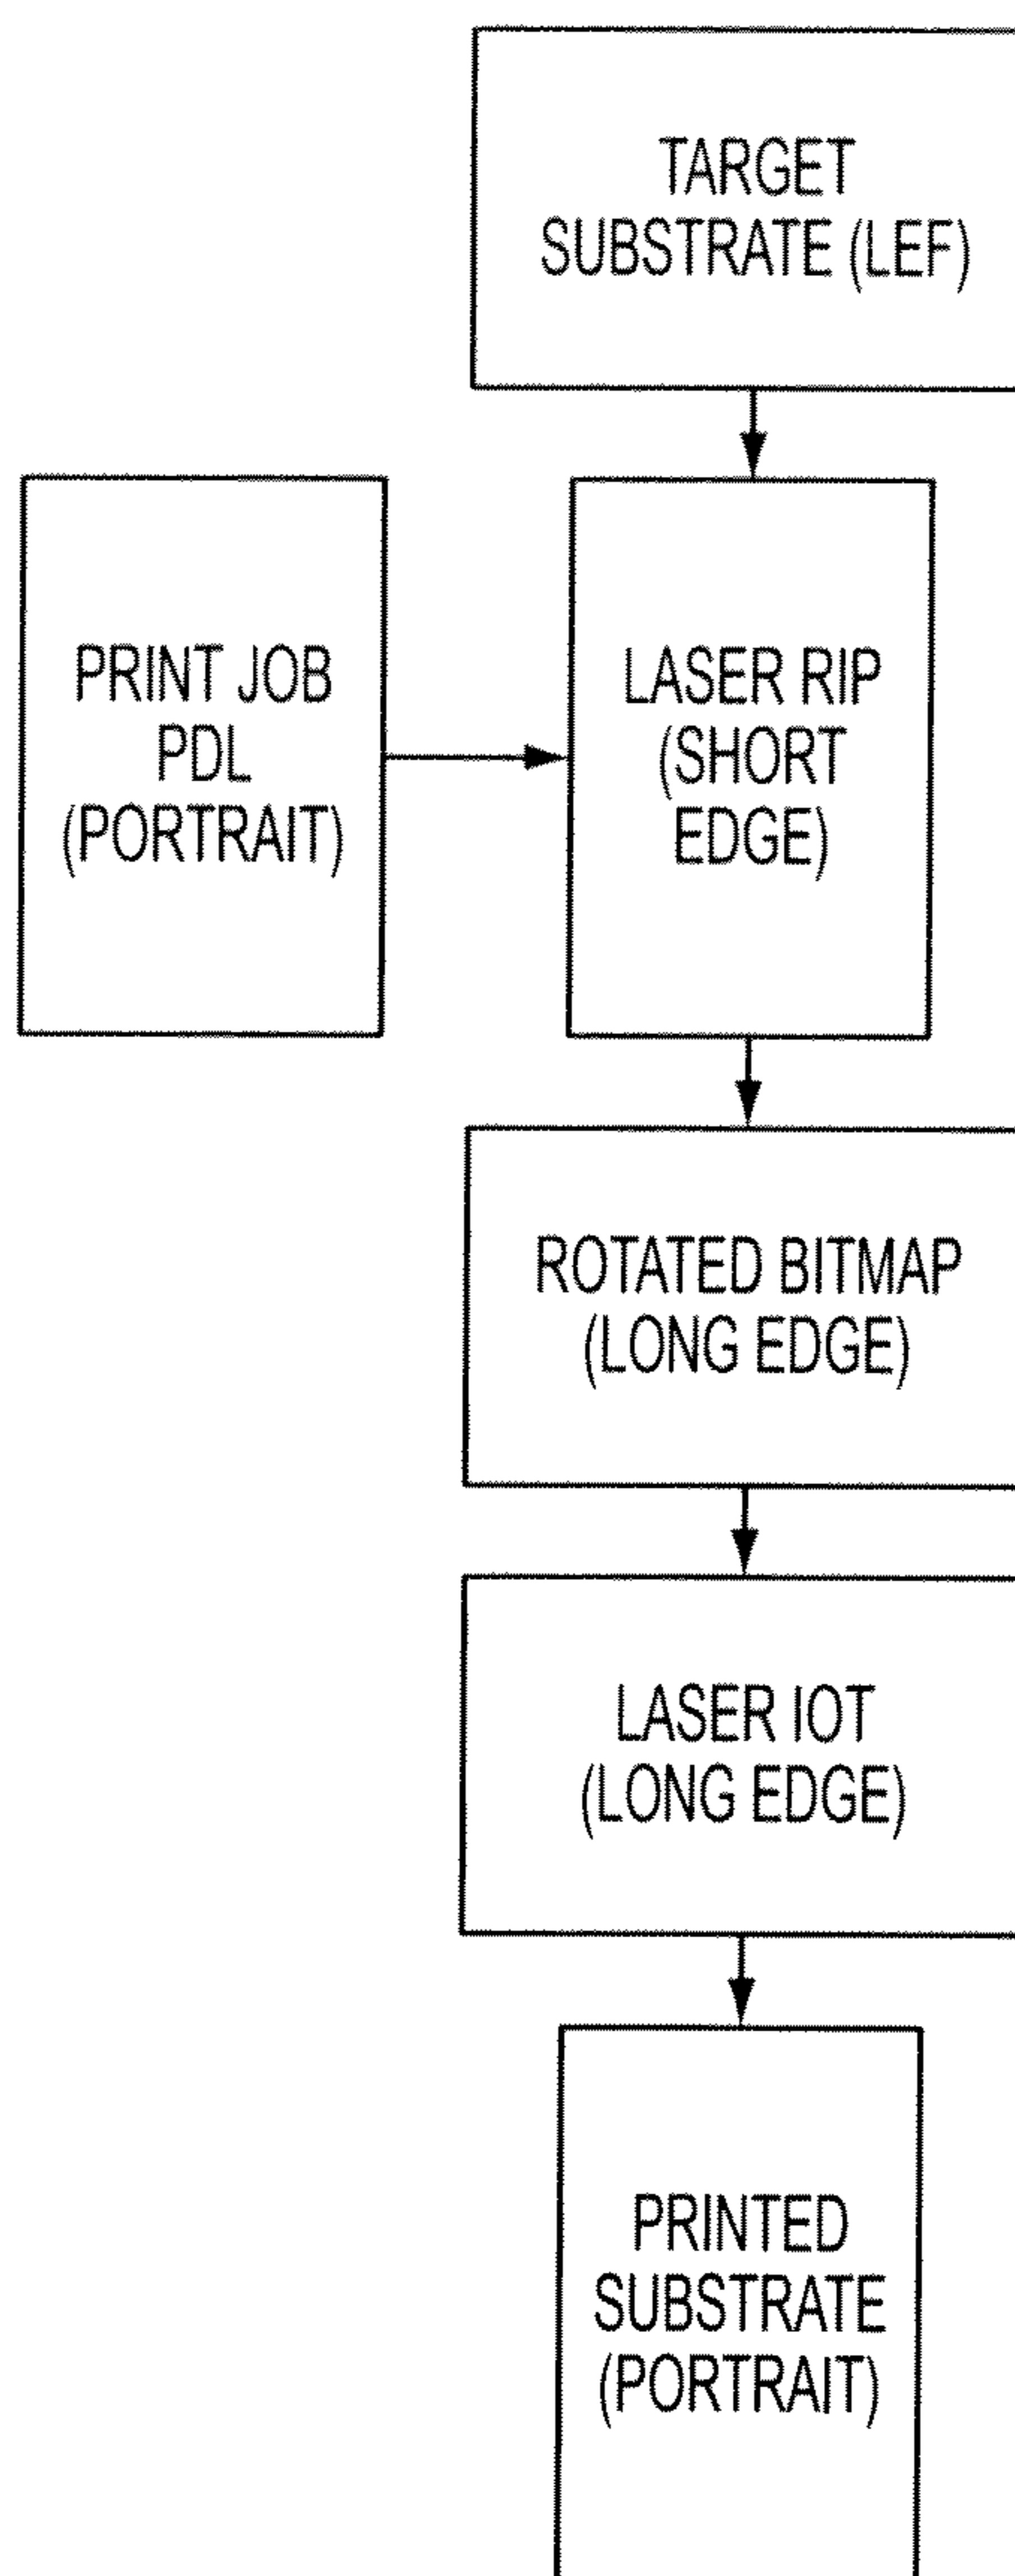 TARGET
SUBSTRATE (LEF)
PRINT JOB
PDL
(PORTRAIT)
LASER RIP
(SHORT
EDGE)
ROTATED BITMAP
(LONG EDGE)
LASER IOT
(LONG EDGE)
PRINTED
SUBSTRATE
(PORTRAIT)